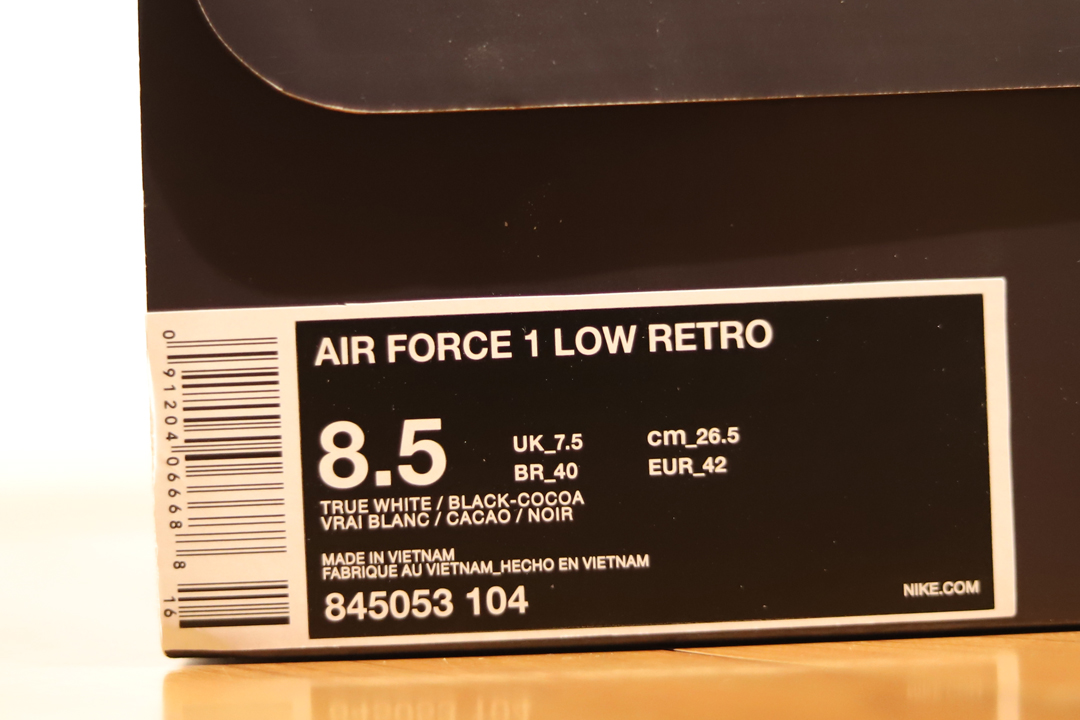 AIR FORCE 1 LOW RETRO
8.5
UK_7.5
cm_26.5
BR_40
EUR_42
TRUE WHITE / BLACK-COCOA
VRAI BLANC / CACAO / NOIR
MADE IN VIETNAM
FABRIQUE AU VIETNAM_HECHO EN VIETNAM
845053 104
NIKE.COM
0 91204 06668 8
16